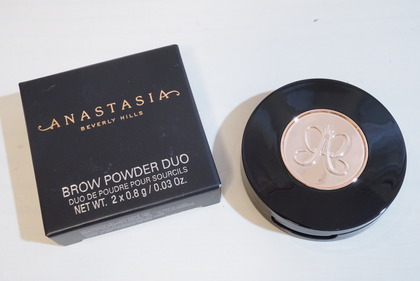 ANASTASIA
BEVERLY HILLS
BROW POWDER DUO
DUO DE POUDRE POUR SOURCILS
NET WT. 2 x 0.8 g / 0.03 Oz.